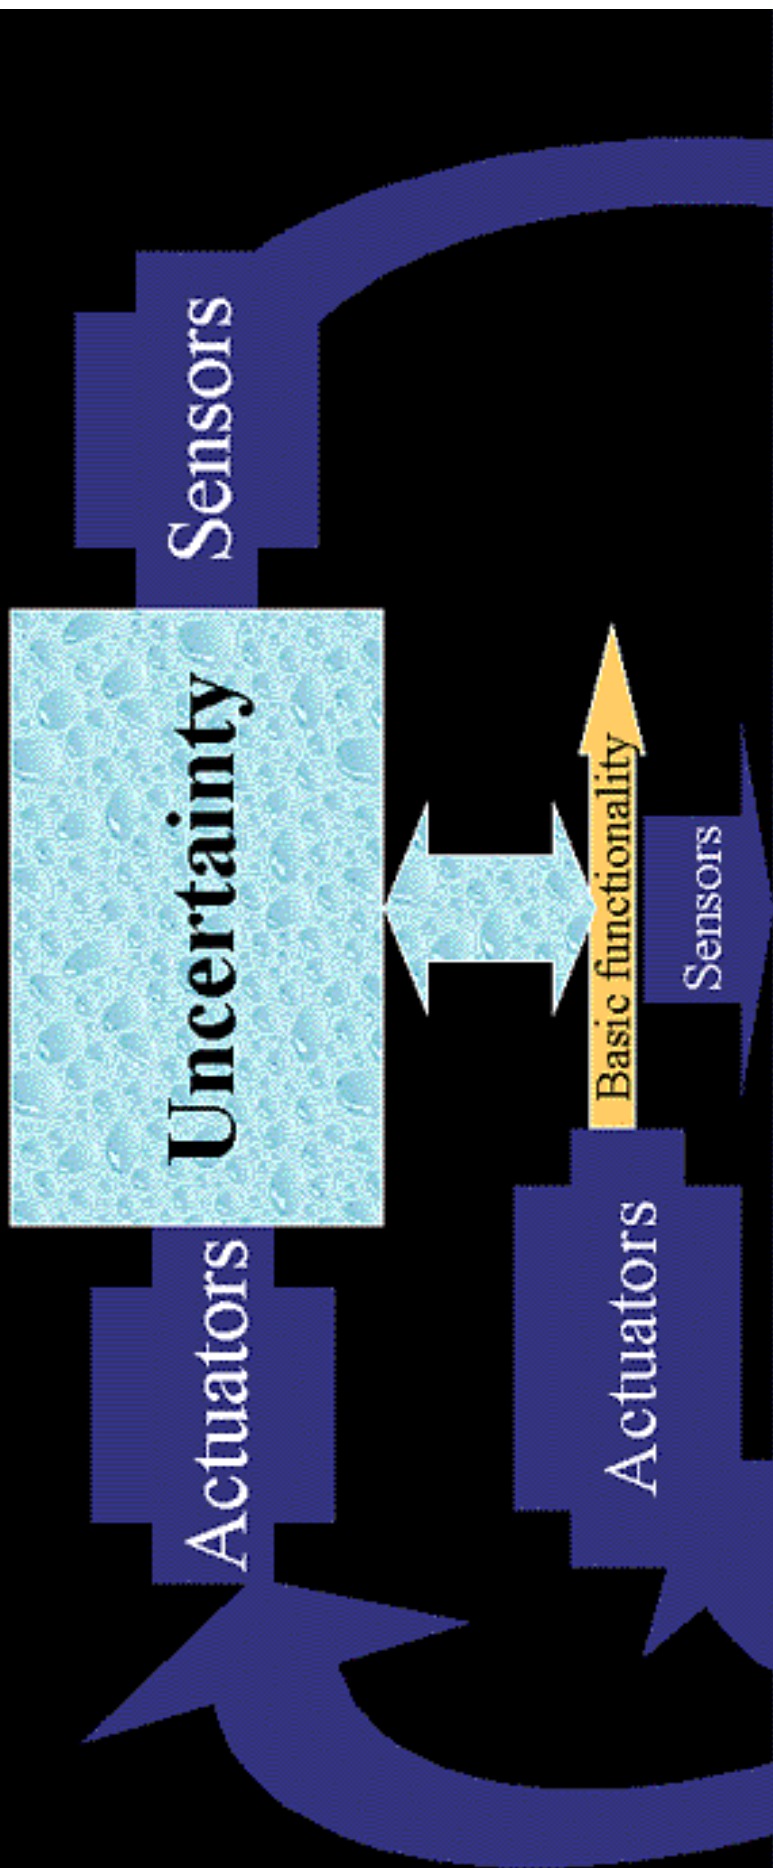 Actuators
Uncertainty
Sensors
Actuators
Basic functionality
Sensors